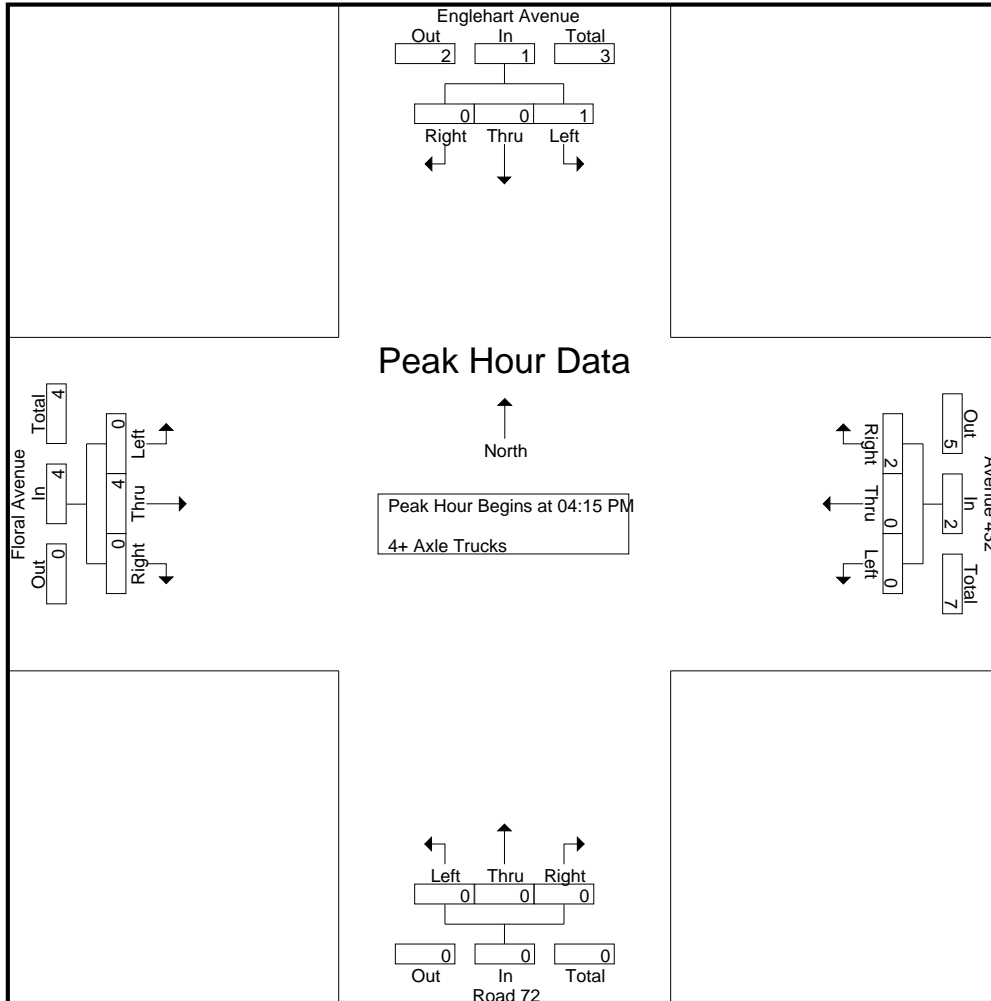 Englehart Avenue
Out In Total
2 1 3
0 0 1
Right Thru Left
Peak Hour Data
North
Peak Hour Begins at 04:15 PM
4+ Axle Trucks
Floral Avenue
Out In Total
0 4 4
Left Thru Right
0 4 0
Avenue 432
Out In Total
5 2 7
Right Thru Left
2 0 0
Left Thru Right
0 0 0
0 0 0
Out In Total
Road 72